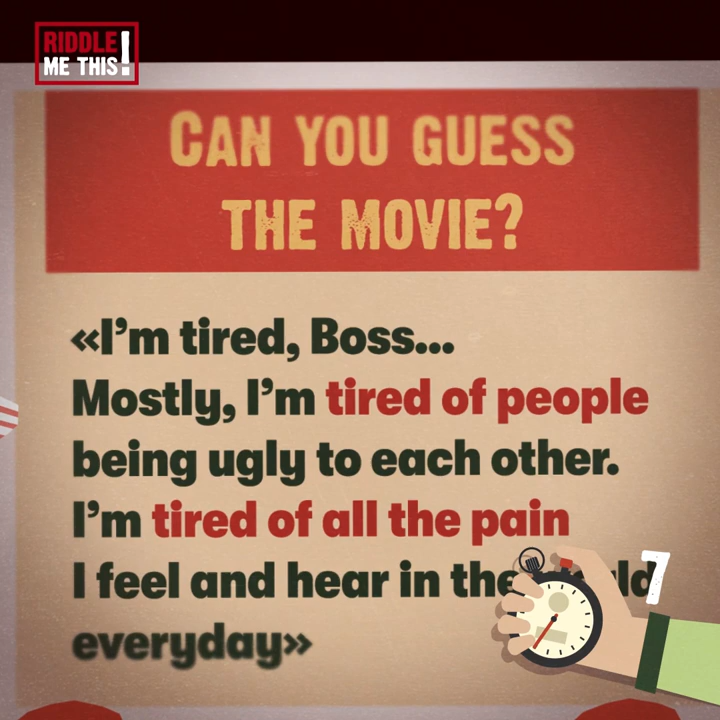 RIDDLE
ME THIS!
CAN YOU GUESS
THE MOVIE?
«I'm tired, Boss...
Mostly, I'm tired of people
being ugly to each other.
I'm tired of all the pain
I feel and hear in the
everyday»
7